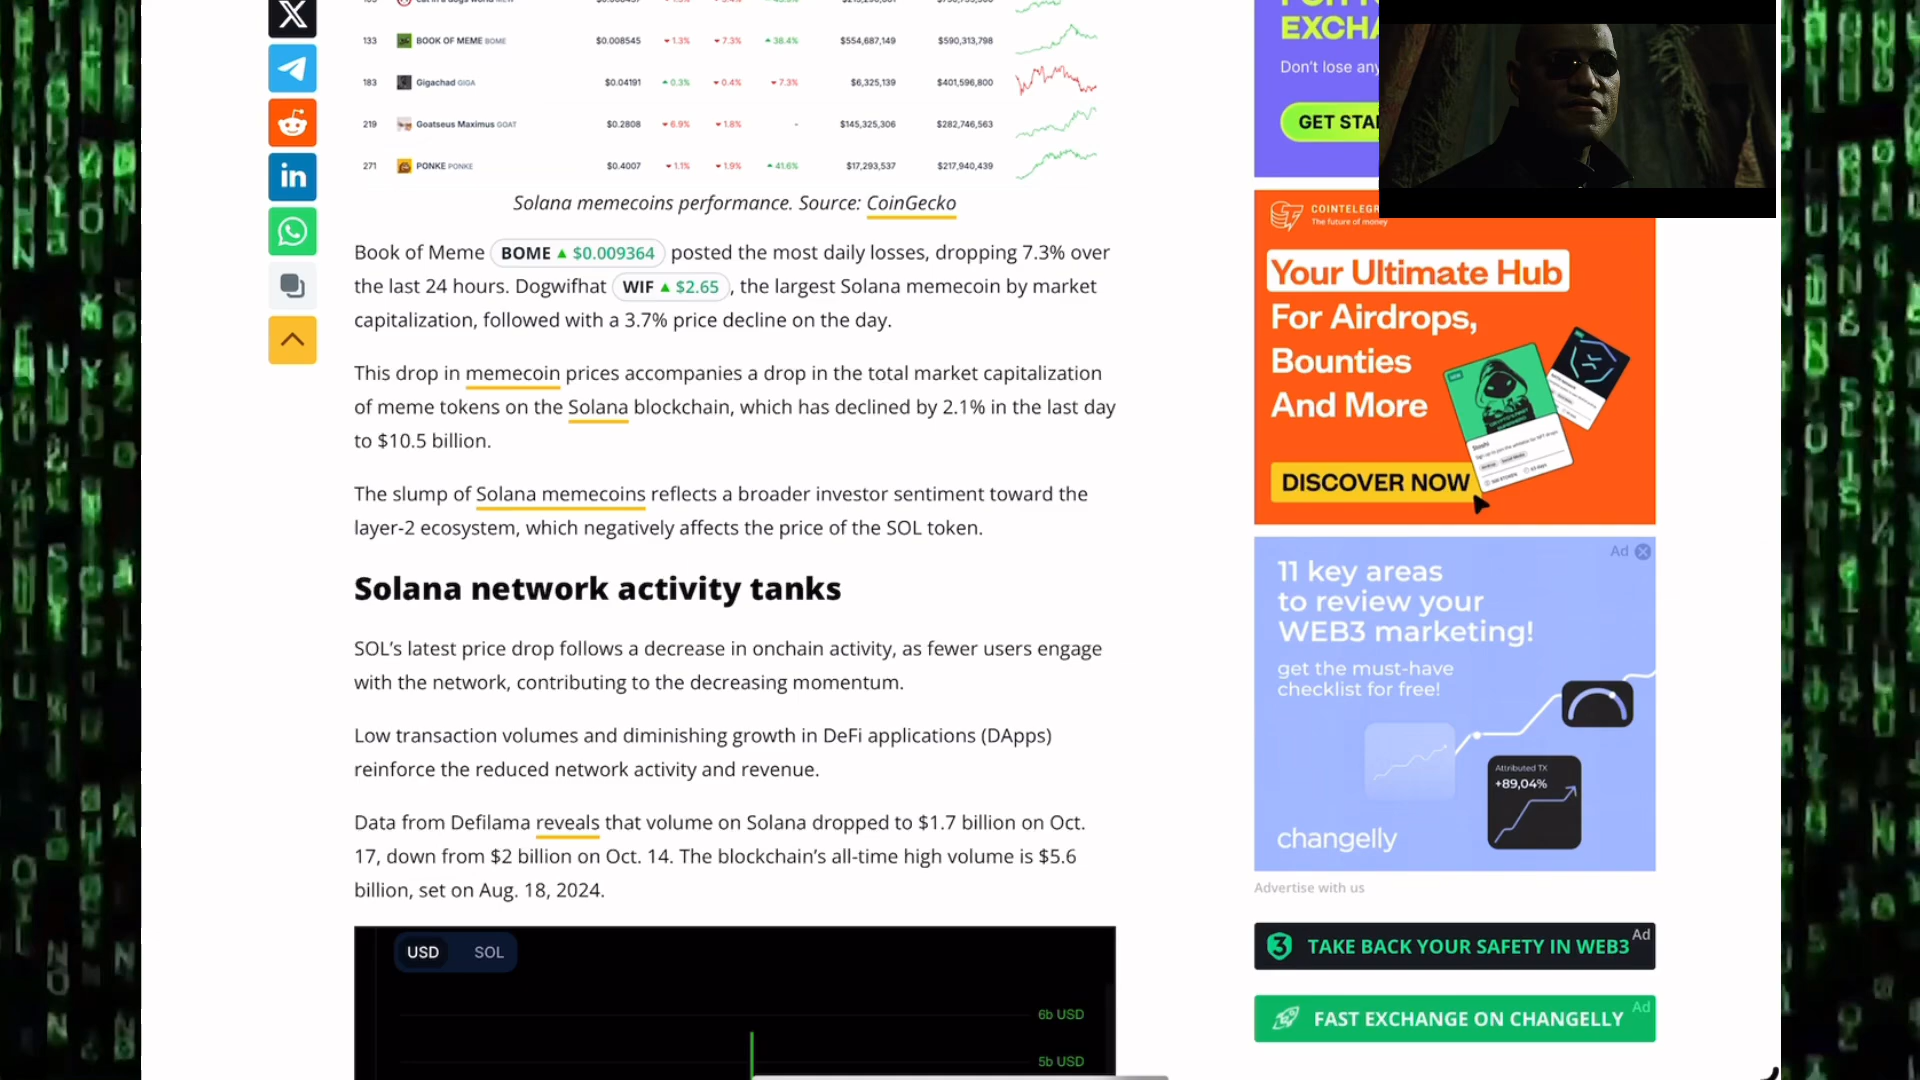 133 BOOK OF MEME BOME $0.008545 1.3% 7.3% 38.4% $554,687,149 $590,313,798
183 Gigachad GIGA $0.04191 0.3% 0.4% 7.3% $6,325,139 $401,596,800
219 Goatseus Maximus GOAT $0.2808 6.9% 1.8% - $145,325,306 $282,746,563
271 PONKE PONKE $0.4007 1.1% 1.9% 41.6% $17,293,537 $217,940,439
Solana memecoins performance. Source: CoinGecko
Book of Meme BOME ▲ $0.009364 posted the most daily losses, dropping 7.3% over
the last 24 hours. Dogwifhat WIF ▲ $2.65 , the largest Solana memecoin by market
capitalization, followed with a 3.7% price decline on the day.
This drop in memecoin prices accompanies a drop in the total market capitalization
of meme tokens on the Solana blockchain, which has declined by 2.1% in the last day
to $10.5 billion.
The slump of Solana memecoins reflects a broader investor sentiment toward the
layer-2 ecosystem, which negatively affects the price of the SOL token.
Solana network activity tanks
SOL's latest price drop follows a decrease in onchain activity, as fewer users engage
with the network, contributing to the decreasing momentum.
Low transaction volumes and diminishing growth in DeFi applications (DApps)
reinforce the reduced network activity and revenue.
Data from Defilama reveals that volume on Solana dropped to $1.7 billion on Oct.
17, down from $2 billion on Oct. 14. The blockchain's all-time high volume is $5.6
billion, set on Aug. 18, 2024.
USD SOL
6b USD
5b USD
EXCHA
Don't lose any
GET STA
COINTELEGR
The future of money
Your Ultimate Hub
For Airdrops,
Bounties
And More
DISCOVER NOW
Ad
11 key areas
to review your
WEB3 marketing!
get the must-have
checklist for free!
Attributed TX
+89,04%
changelly
Advertise with us
TAKE BACK YOUR SAFETY IN WEB3 Ad
FAST EXCHANGE ON CHANGELLY Ad